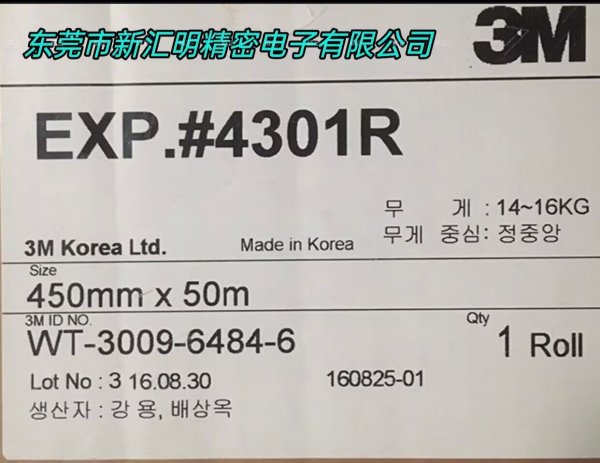 东莞市新汇明精密电子有限公司
3M
EXP.#4301R
무 게 : 14~16KG
무게 중심: 정중앙
3M Korea Ltd. Made in Korea
Size
450mm x 50m
3M ID NO.
WT-3009-6484-6
Qty
1 Roll
Lot No : 3 16.08.30 160825-01
생산자 : 강 용, 배상옥